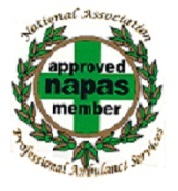 National Association
approved
napas
member
Professional Ambulance Services